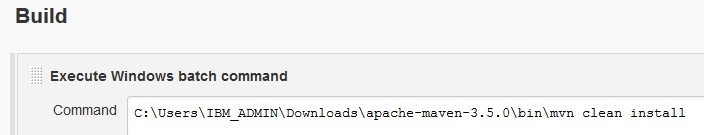 Build
Execute Windows batch command
Command C:\Users\IBM_ADMIN\Downloads\apache-maven-3.5.0\bin\mvn clean install